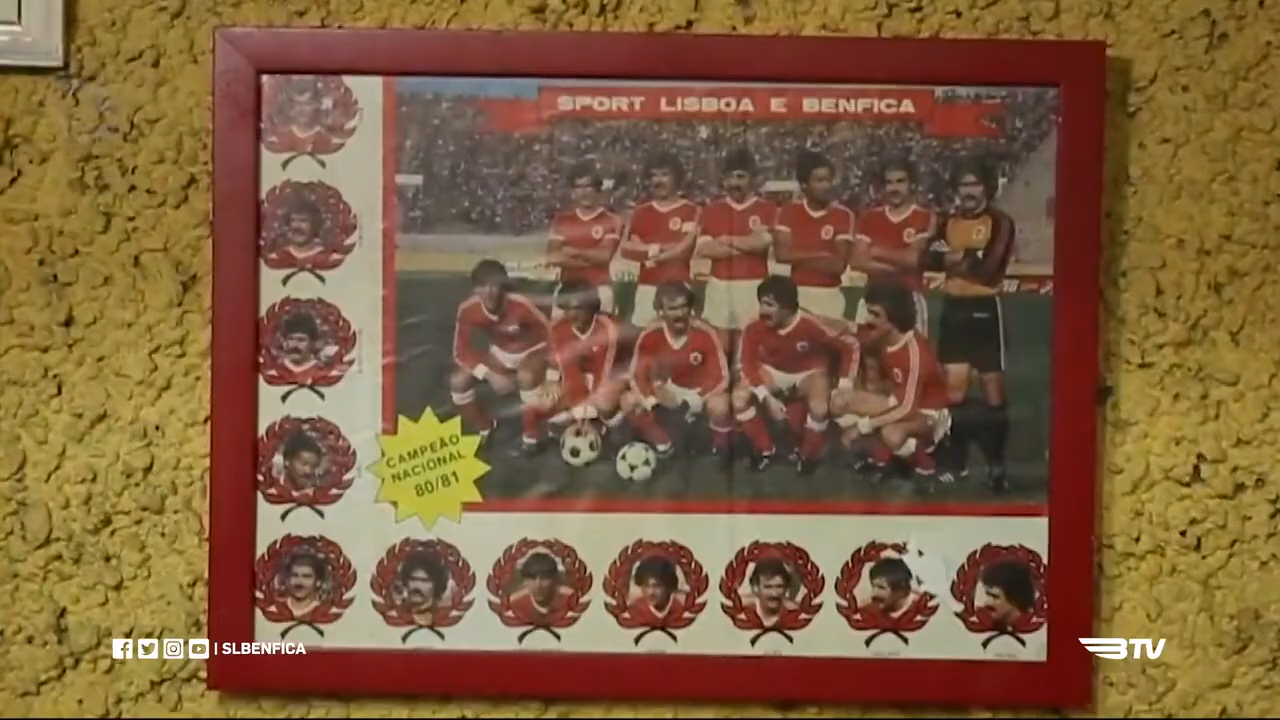 SPORT LISBOA E BENFICA
CAMPEÃO
NACIONAL
80/81
| SLBENFICA
BTV